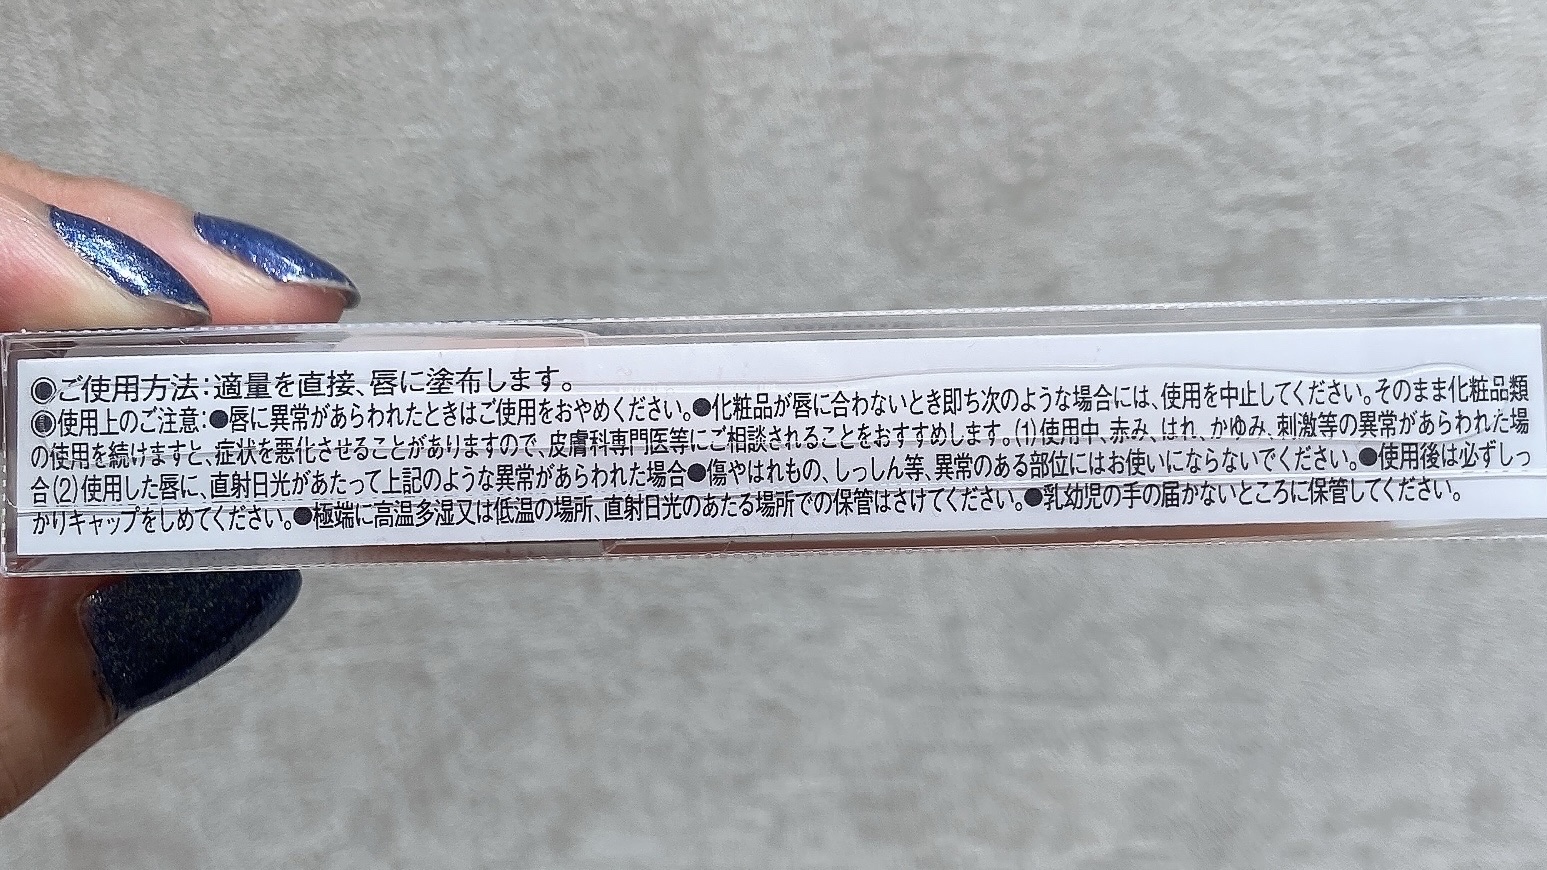 ◉ご使用方法：適量を直接、唇に塗布します。
◉使用上のご注意：●唇に異常があらわれたときはご使用をおやめください。●化粧品が唇に合わないとき即ち次のような場合には、使用を中止してください。そのまま化粧品類
の使用を続けますと、症状を悪化させることがありますので、皮膚科専門医等にご相談されることをおすすめします。(1)使用中、赤み、はれ、かゆみ、刺激等の異常があらわれた場
合(2)使用した唇に、直射日光があたって上記のような異常があらわれた場合●傷やはれもの、しっしん等、異常のある部位にはお使いにならないでください。●使用後は必ずしっ
かりキャップをしめてください。●極端に高温多湿又は低温の場所、直射日光のあたる場所での保管はさけてください。●乳幼児の手の届かないところに保管してください。